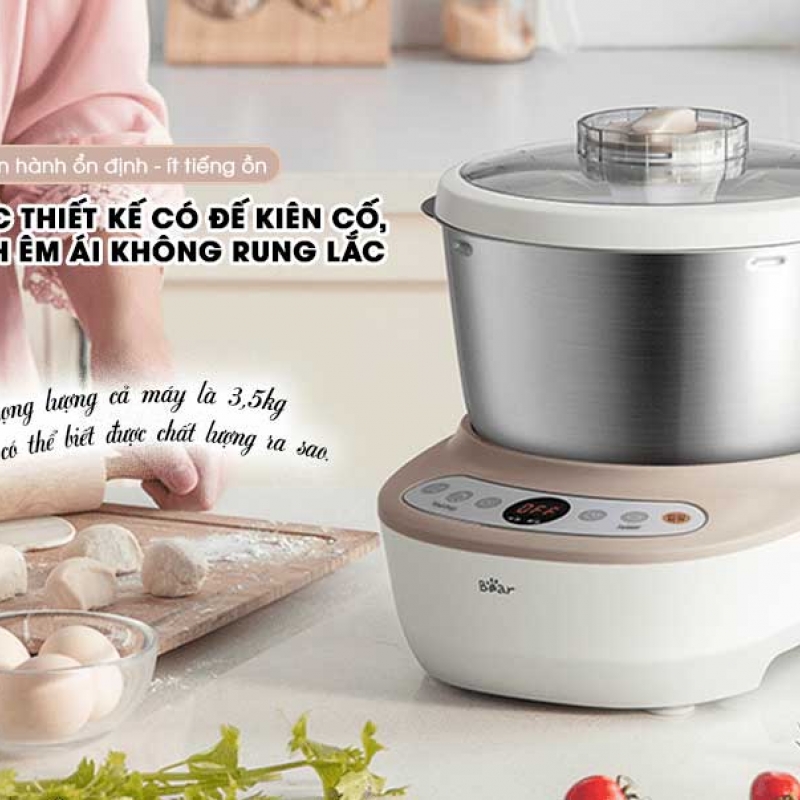 hành ổn định - ít tiếng ồn
THIẾT KẾ CÓ ĐẾ KIÊN CỐ,
ÊM ÁI KHÔNG RUNG LẮC
lượng cả máy là 3,5kg
có thể biết được chất lượng ra sao.
OFF
Bear